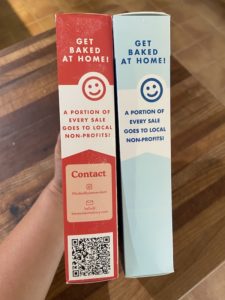 GET
BAKED
AT HOME!
A PORTION OF
EVERY SALE
GOES TO LOCAL
NON-PROFITS!
Contact
GET
BAKED
AT HOME!
A PORTION OF
EVERY SALE
GOES TO LOCAL
NON-PROFITS!